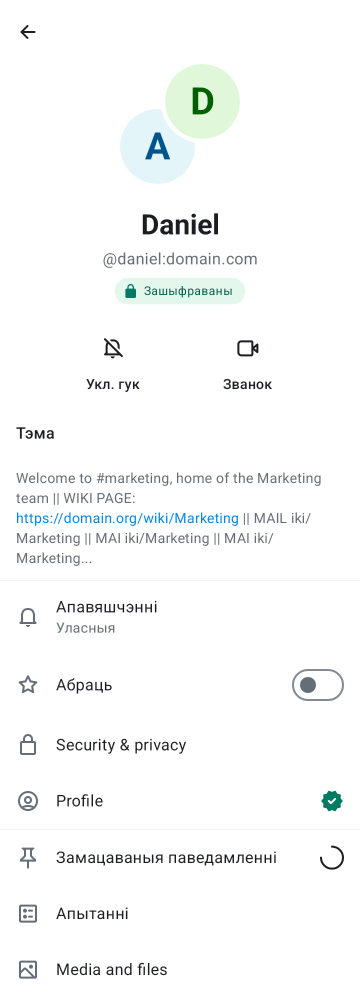 D
A
Daniel
@daniel:domain.com
Зашыфраваны
Укл. гук
Званок
Тэма
Welcome to #marketing, home of the Marketing
team || WIKI PAGE:
https://domain.org/wiki/Marketing || MAIL iki/
Marketing || MAI iki/Marketing || MAI iki/
Marketing...
Апавяшчэнні
Уласныя
Абраць
Security & privacy
Profile
Замацаваныя паведамленні
Апытанні
Media and files